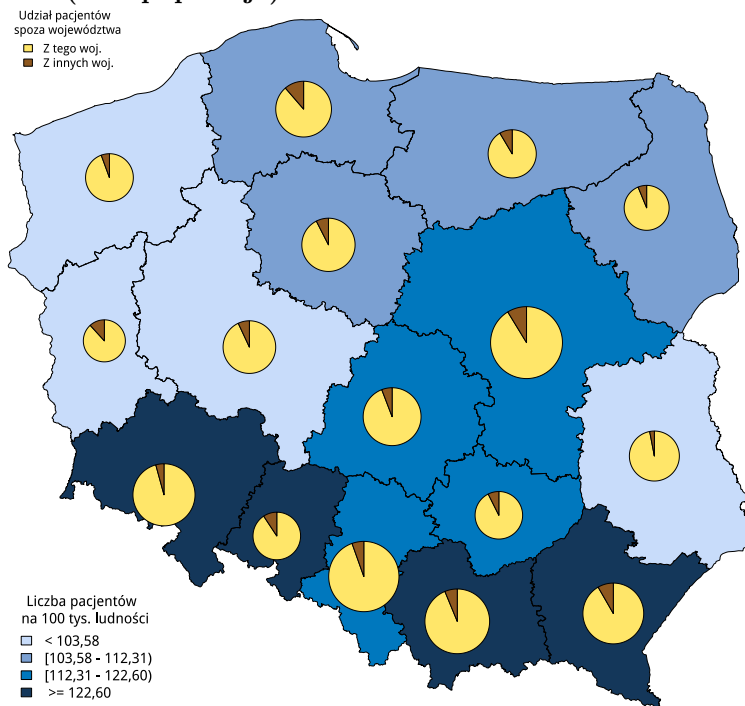 Udział pacjentów
spoza województwa
Z tego woj.
Z innych woj.
Liczba pacjentów
na 100 tys. ludności
< 103,58
[103,58 - 112,31)
[112,31 - 122,60)
>= 122,60